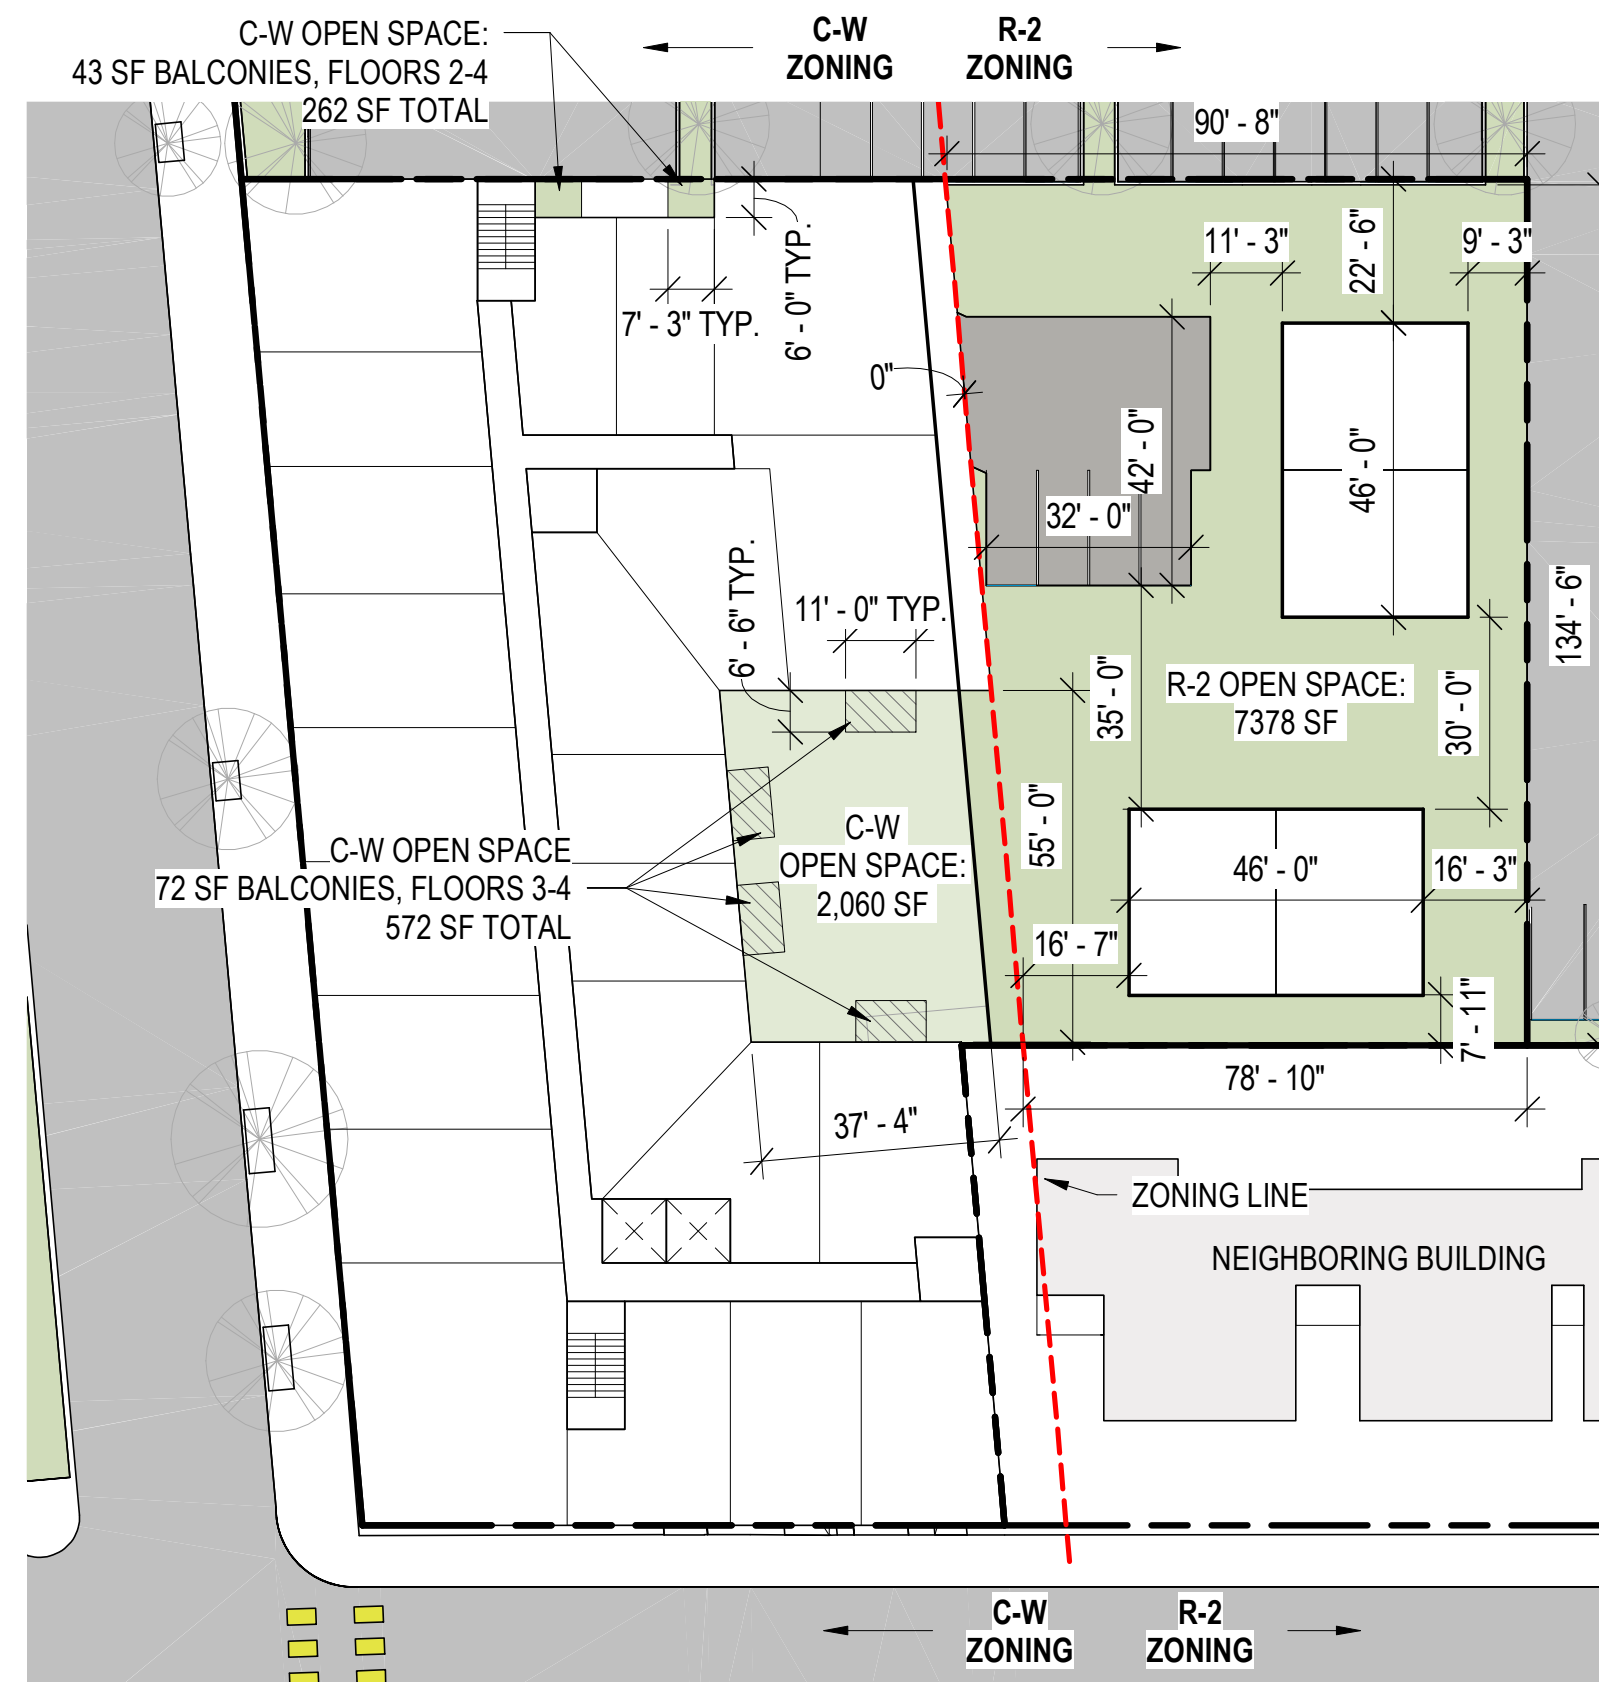 C-W OPEN SPACE:
43 SF BALCONIES, FLOORS 2-4
262 SF TOTAL
C-W
ZONING
R-2
ZONING
90' - 8"
11' - 3"
22' - 6"
9' - 3"
6' - 0" TYP.
7' - 3" TYP.
0"
42' - 0"
46' - 0"
32' - 0"
134' - 6"
6' - 6" TYP.
11' - 0" TYP.
35' - 0"
R-2 OPEN SPACE:
7378 SF
30' - 0"
55' - 0"
C-W
OPEN SPACE:
2,060 SF
C-W OPEN SPACE
72 SF BALCONIES, FLOORS 3-4
572 SF TOTAL
46' - 0"
16' - 3"
16' - 7"
7' - 11"
78' - 10"
37' - 4"
ZONING LINE
NEIGHBORING BUILDING
C-W
ZONING
R-2
ZONING